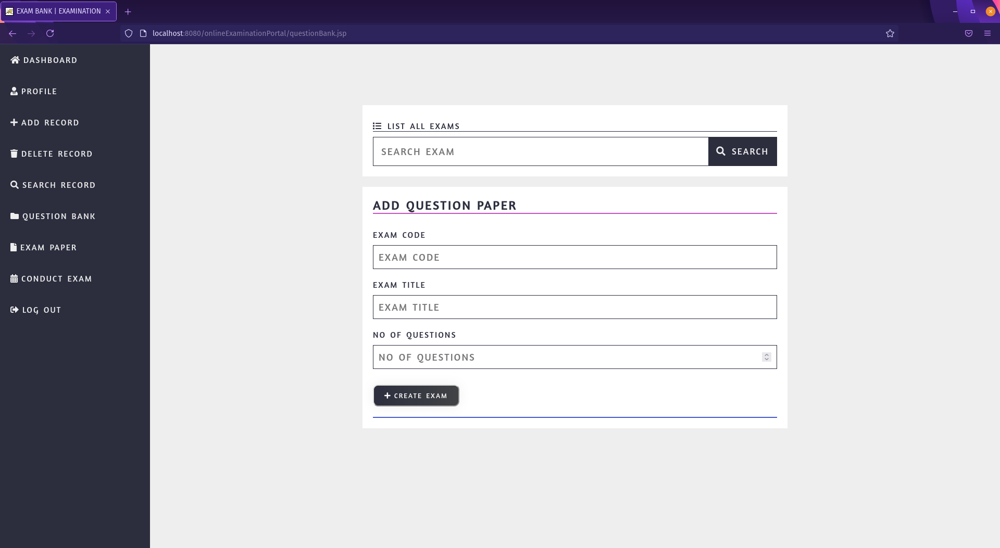 EXAM BANK | EXAMINATION
localhost:8080/onlineExaminationPortal/questionBank.jsp
DASHBOARD
PROFILE
ADD RECORD
DELETE RECORD
SEARCH RECORD
QUESTION BANK
EXAM PAPER
CONDUCT EXAM
LOG OUT
LIST ALL EXAMS
SEARCH EXAM
SEARCH
ADD QUESTION PAPER
EXAM CODE
EXAM CODE
EXAM TITLE
EXAM TITLE
NO OF QUESTIONS
NO OF QUESTIONS
CREATE EXAM